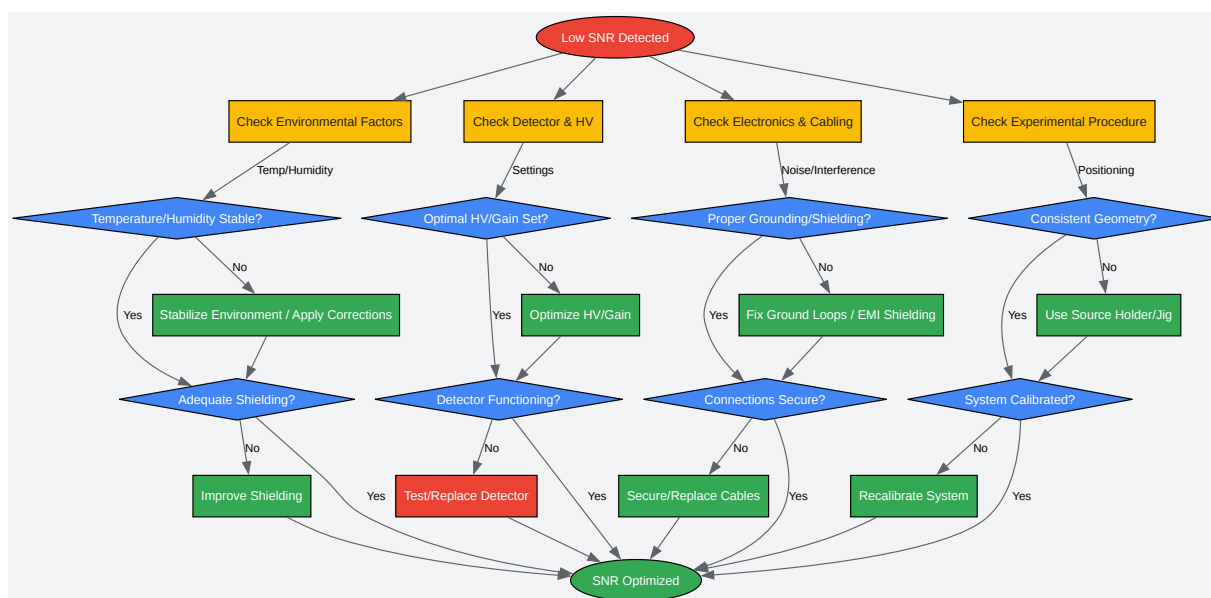 Low SNR Detected
Check Environmental Factors
Check Detector & HV
Check Electronics & Cabling
Check Experimental Procedure
Temp/Humidity
Settings
Noise/Interference
Positioning
Temperature/Humidity Stable?
Optimal HV/Gain Set?
Proper Grounding/Shielding?
Consistent Geometry?
No
No
No
No
Yes
Stabilize Environment / Apply Corrections
Yes
Optimize HV/Gain
Yes
Fix Ground Loops / EMI Shielding
Yes
Use Source Holder/Jig
Adequate Shielding?
Detector Functioning?
Connections Secure?
System Calibrated?
No
No
No
No
Improve Shielding
Yes
Test/Replace Detector
Yes
Secure/Replace Cables
Yes
Recalibrate System
Yes
SNR Optimized